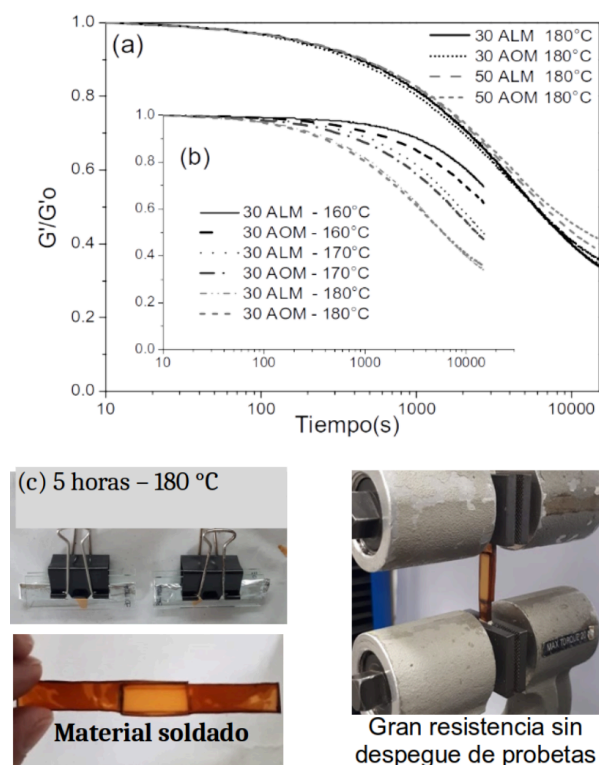 (a)
30 ALM 180°C
30 AOM 180°C
50 ALM 180°C
50 AOM 180°C
1.0
0.8
0.6
0.4
0.2
0.0
G'/G'o
(b)
1.0
0.8
0.6
0.4
0.2
0.0
30 ALM - 160°C
30 AOM - 160°C
30 ALM - 170°C
30 AOM - 170°C
30 ALM - 180°C
30 AOM - 180°C
10 100 1000 10000
10 100 1000 10000
Tiempo(s)
(c) 5 horas – 180 °C
Material soldado
MAX TORQUE
Gran resistencia sin
despegue de probetas